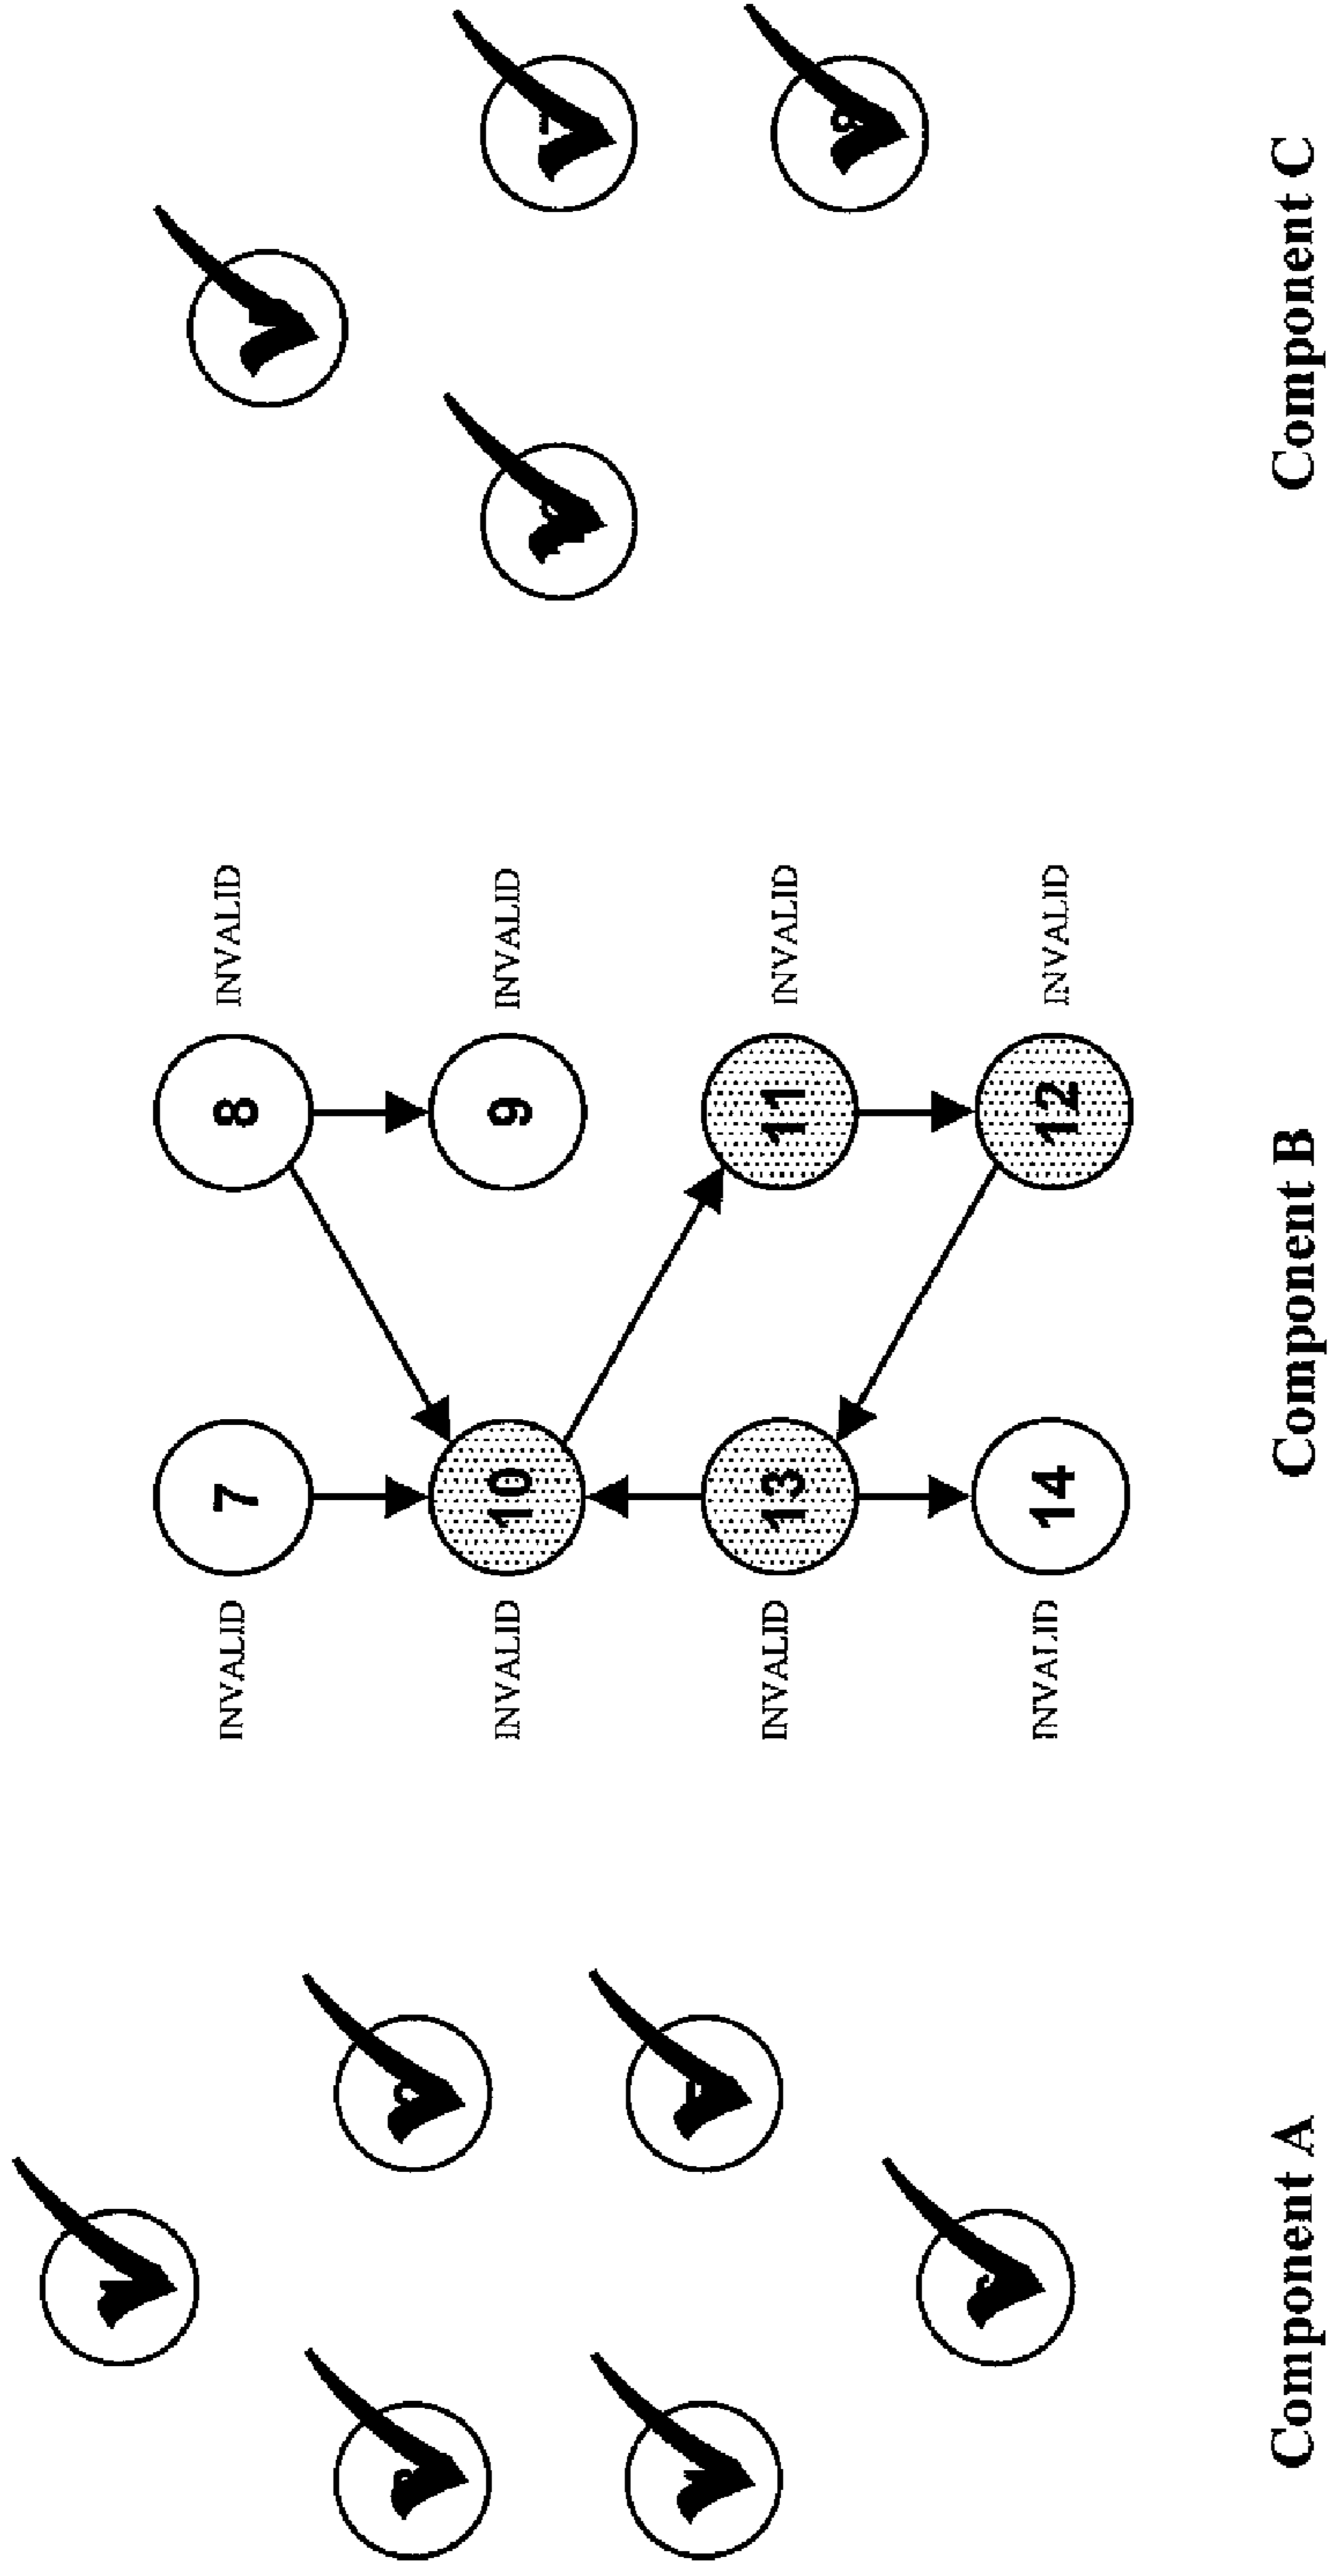 INVALID
7
8
INVALID
INVALID
10
9
INVALID
INVALID
13
11
INVALID
INVALID
14
12
INVALID
Component A
Component B
Component C